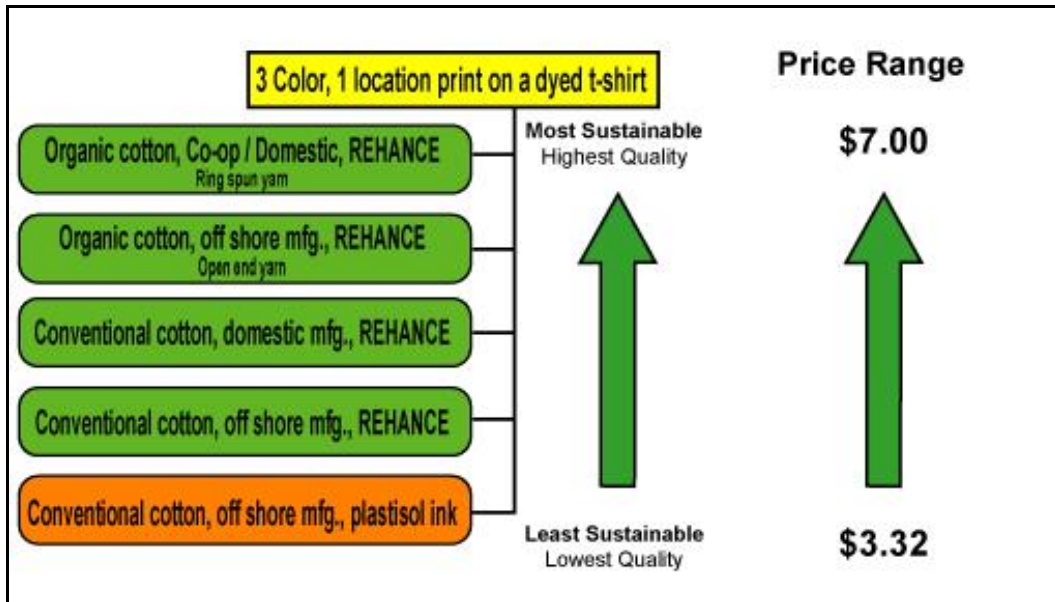 3 Color, 1 location print on a dyed t-shirt
Price Range
Organic cotton, Co-op / Domestic, REHANCE
Ring spun yarn
Most Sustainable
Highest Quality
$7.00
Organic cotton, off shore mfg., REHANCE
Open end yarn
Conventional cotton, domestic mfg., REHANCE
Conventional cotton, off shore mfg., REHANCE
Conventional cotton, off shore mfg., plastisol ink
Least Sustainable
Lowest Quality
$3.32